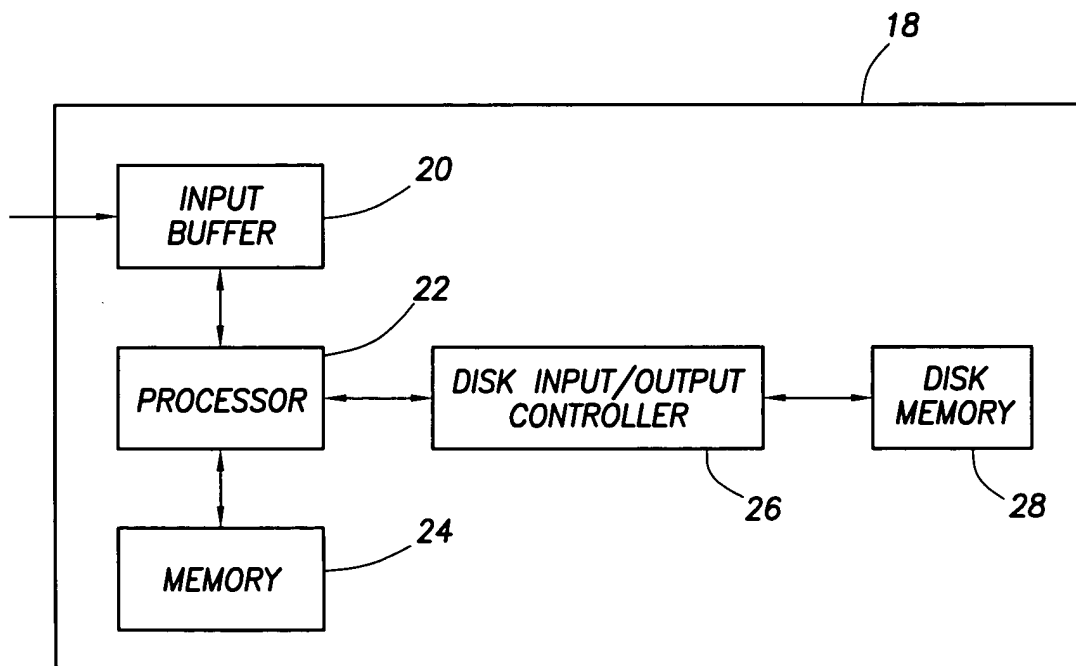 18
INPUT
BUFFER
20
PROCESSOR
22
DISK INPUT/OUTPUT
CONTROLLER
26
DISK
MEMORY
28
MEMORY
24